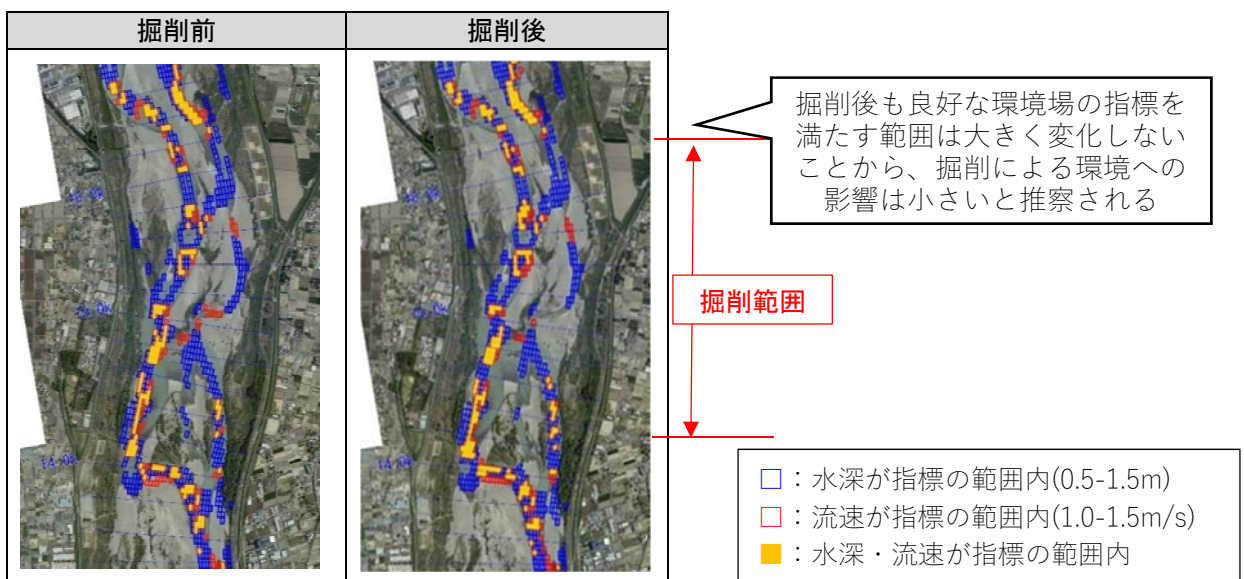 掘削前
掘削後
掘削後も良好な環境場の指標を
満たす範囲は大きく変化しない
ことから、掘削による環境への
影響は小さいと推察される
掘削範囲
14.0K
14.0K
□：水深が指標の範囲内(0.5-1.5m)
□：流速が指標の範囲内(1.0-1.5m/s)
■：水深・流速が指標の範囲内